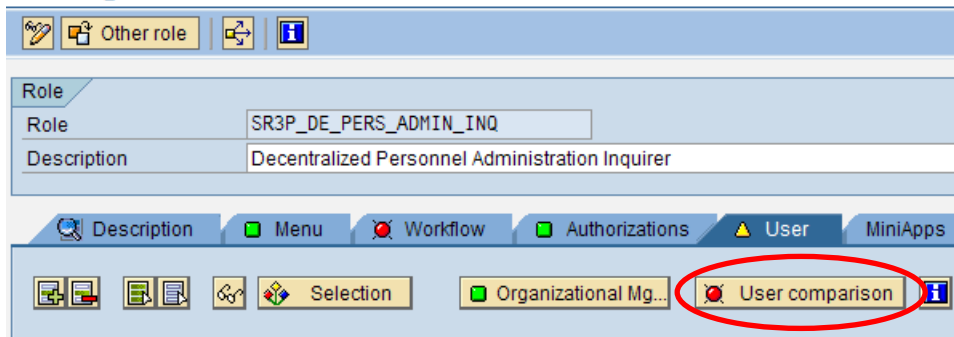 Other role
Role
Role SR3P_DE_PERS_ADMIN_INQ
Description Decentralized Personnel Administration Inquirer
Description Menu Workflow Authorizations User MiniApps
Selection Organizational Mg... User comparison